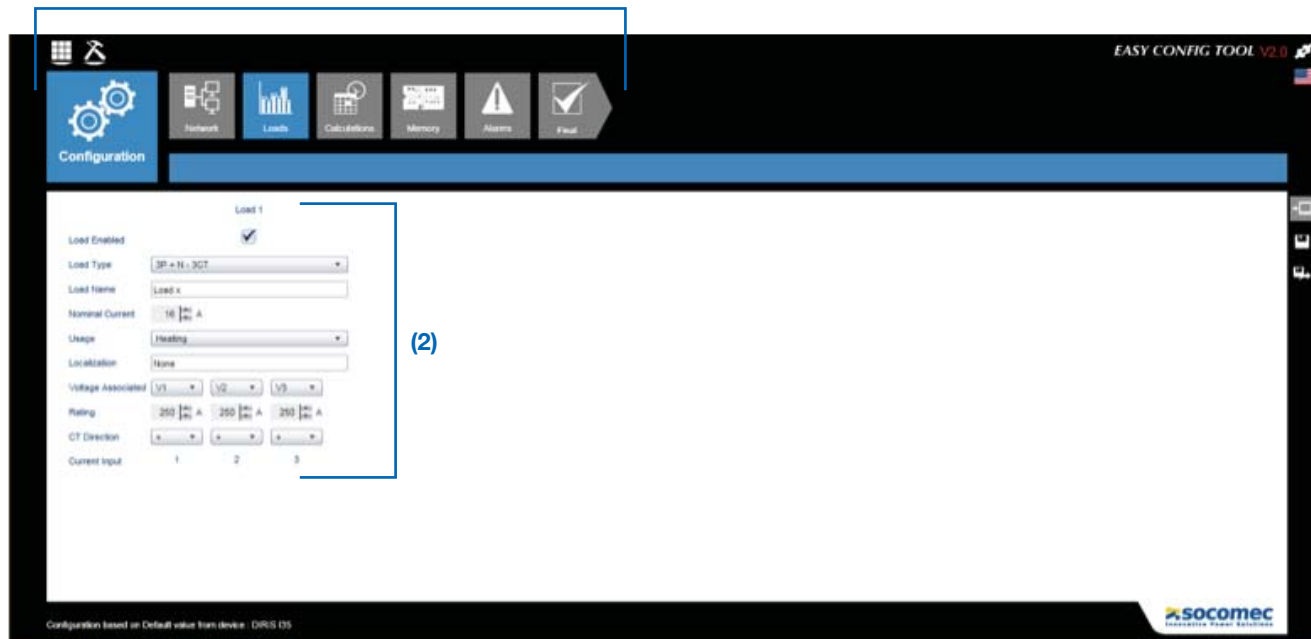 EASY CONFIG TOOL V2.0
Network
Loads
Calculations
Memory
Alarms
Final
Configuration
Load 1
Load Enabled
Load Type 3P + N - 3CT
Load Name Load x
Nominal Current 16 A
Usage Heating
Localization None
Voltage Associated V1 V2 V3
Rating 250 A 250 A 250 A
CT Direction + + +
Current Input 1 2 3
(2)
Configuration based on Default value from device : DIRIS I35
socomec
Innovative Power Solutions